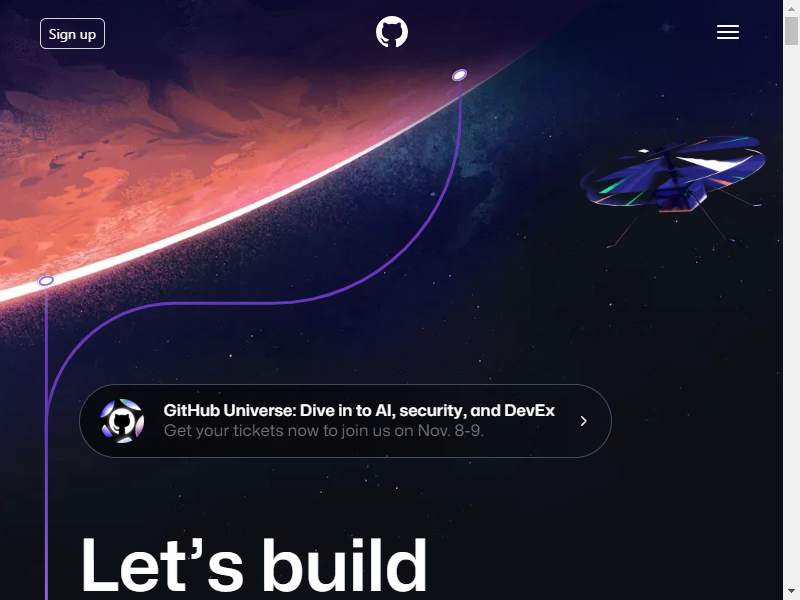 Sign up
GitHub Universe: Dive in to AI, security, and DevEx
Get your tickets now to join us on Nov. 8-9.
Let’s build